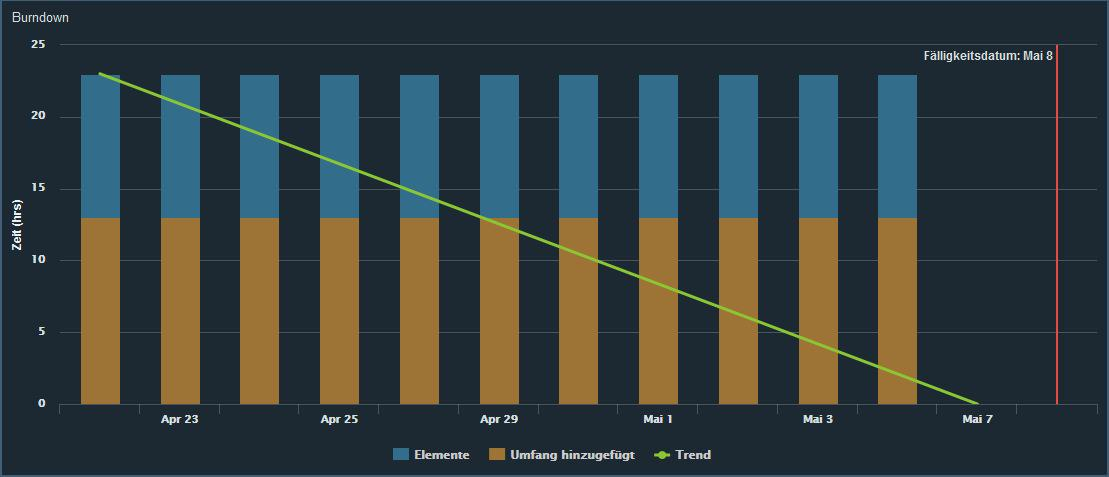 Burndown
25
Fälligkeitsdatum: Mai 8
20
15
10
5
0
Zeit (hrs)
Apr 23 Apr 25 Apr 29 Mai 1 Mai 3 Mai 7
Elemente Umfang hinzugefügt Trend